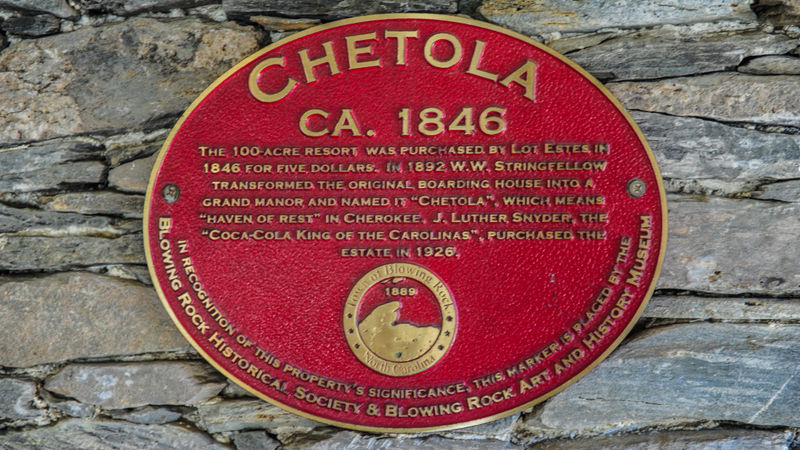 CHETOLA
CA. 1846
THE 100-ACRE RESORT WAS PURCHASED BY LOT ESTES IN
1846 FOR FIVE DOLLARS. IN 1892 W.W. STRINGFELLOW
TRANSFORMED THE ORIGINAL BOARDING HOUSE INTO A
GRAND MANOR AND NAMED IT "CHETOLA", WHICH MEANS
"HAVEN OF REST" IN CHEROKEE. J. LUTHER SNYDER, THE
"COCA-COLA KING OF THE CAROLINAS", PURCHASED THE
ESTATE IN 1926.
Town of Blowing Rock
1889
North Carolina
IN RECOGNITION OF THIS PROPERTY'S SIGNIFICANCE, THIS MARKER IS PLACED BY THE
BLOWING ROCK HISTORICAL SOCIETY & BLOWING ROCK ART AND HISTORY MUSEUM